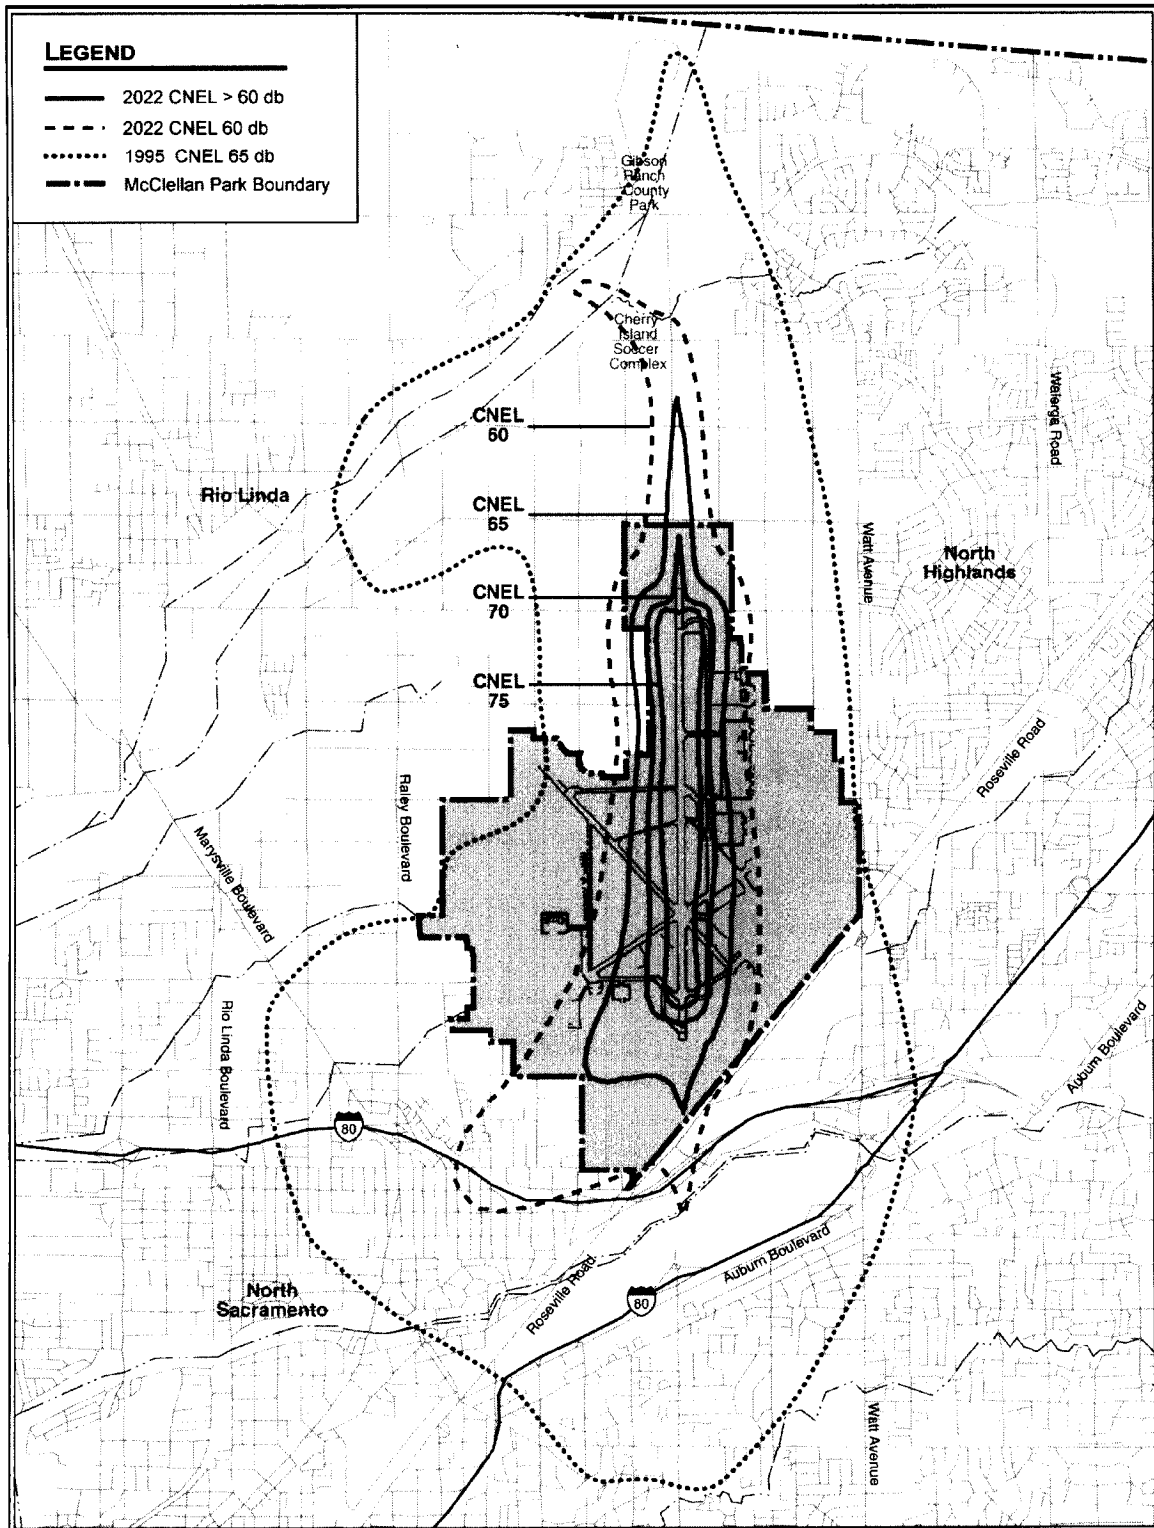 LEGEND
2022 CNEL > 60 db
2022 CNEL 60 db
1995 CNEL 65 db
McClellan Park Boundary
Gibson
Ranch
County
Park
Cherry
Island
Soccer
Complex
CNEL
60
Walerga Road
Rio Linda
CNEL
65
Watt Avenue
North
Highlands
CNEL
70
CNEL
75
Roseville Road
Raley Boulevard
Marysville Boulevard
Rio Linda Boulevard
Auburn Boulevard
80
North
Sacramento
Roseville Road
Auburn Boulevard
80
Watt Avenue